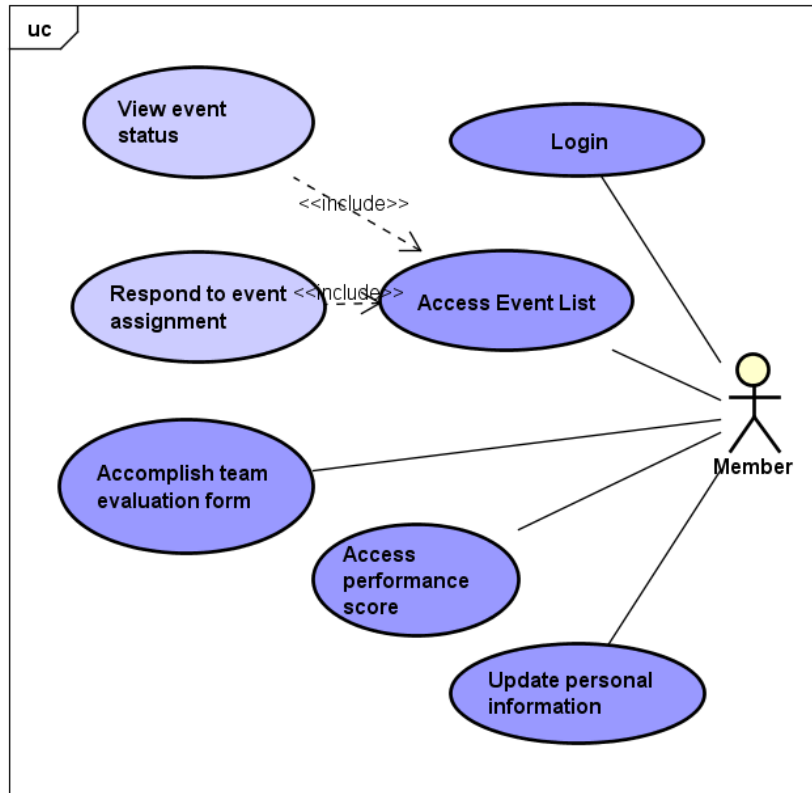 uc
View event
status
Login
<<include>>
Respond to event
assignment
<<include>>
Access Event List
Member
Accomplish team
evaluation form
Access
performance
score
Update personal
information